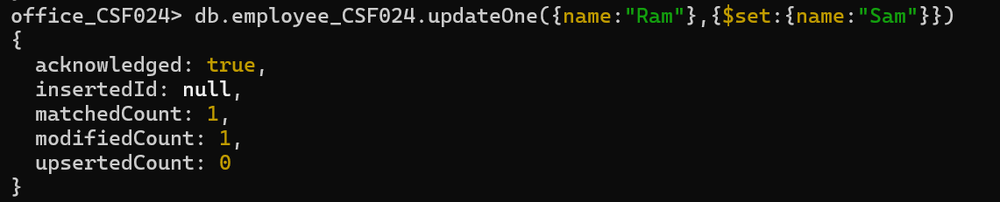 office_CSF024> db.employee_CSF024.updateOne({name:"Ram"},{$set:{name:"Sam"}})
{
  acknowledged: true,
  insertedId: null,
  matchedCount: 1,
  modifiedCount: 1,
  upsertedCount: 0
}